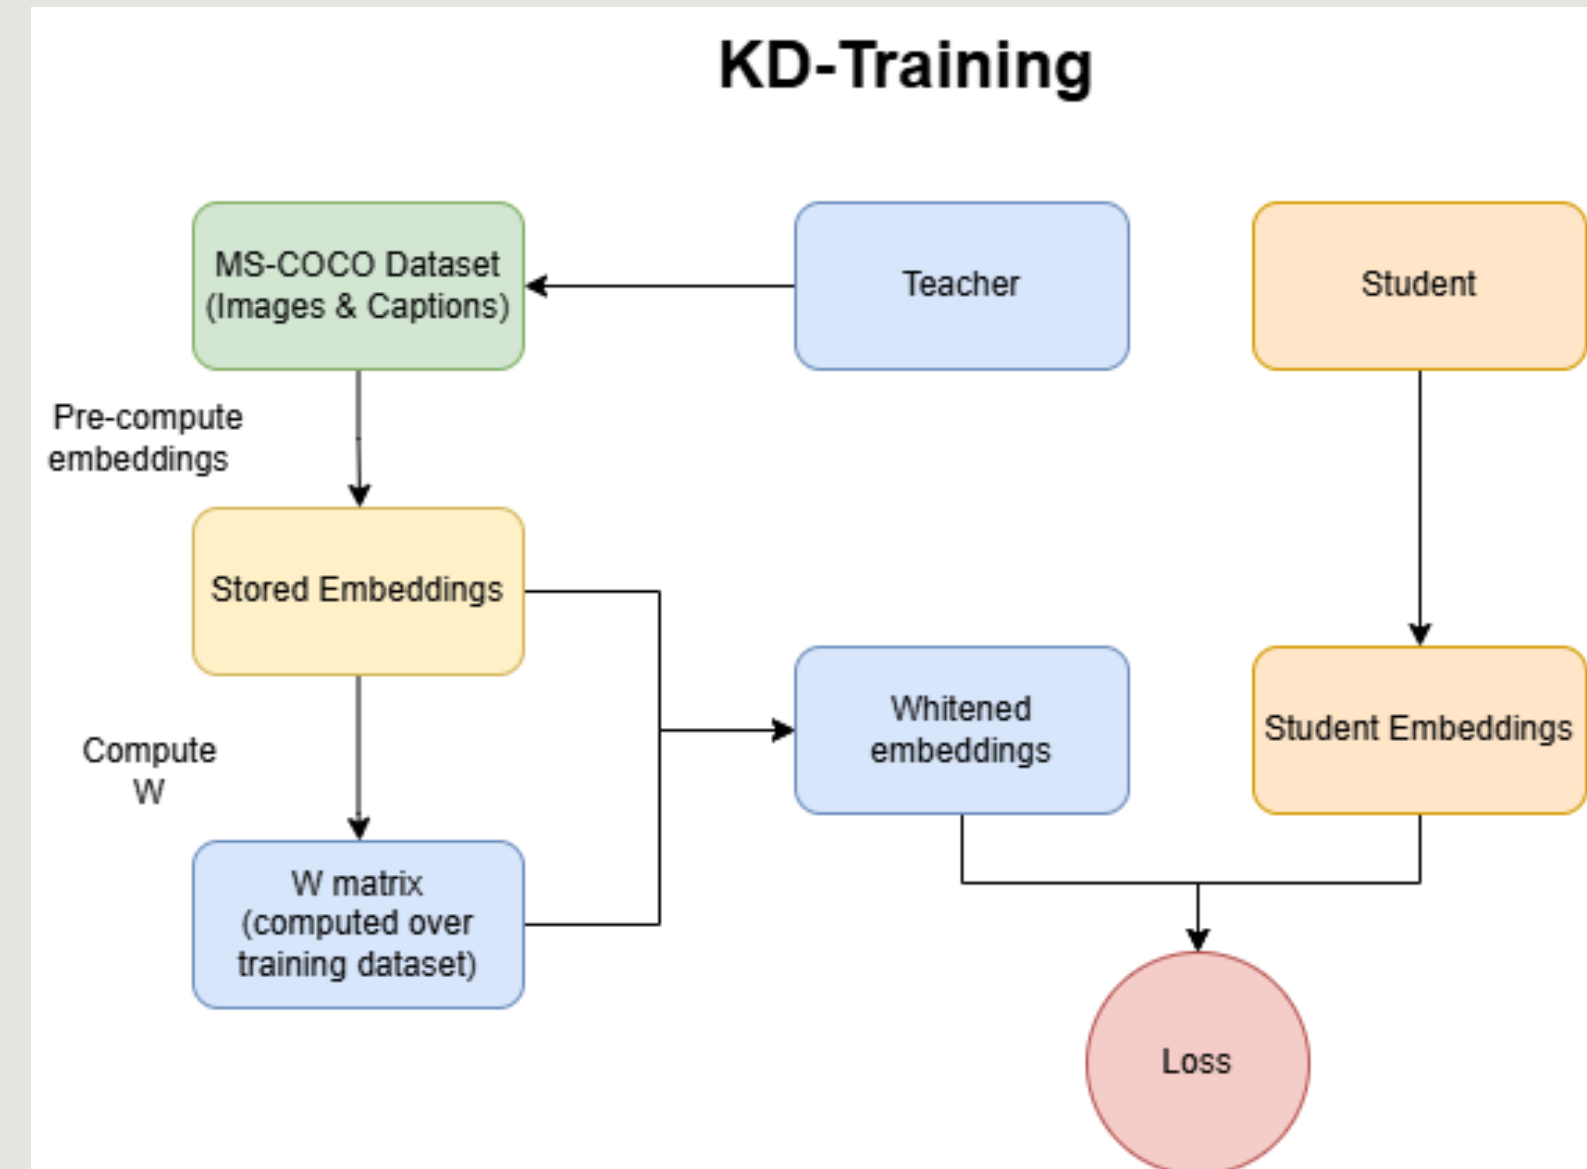 KD-Training
MS-COCO Dataset
(Images & Captions)
Teacher
Student
Pre-compute
embeddings
Stored Embeddings
Whitened
embeddings
Student Embeddings
Compute
W
W matrix
(computed over
training dataset)
Loss